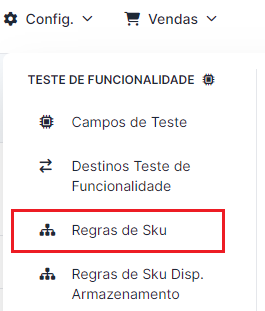 Config. Vendas
TESTE DE FUNCIONALIDADE
Campos de Teste
Destinos Teste de
Funcionalidade
Regras de Sku
Regras de Sku Disp.
Armazenamento